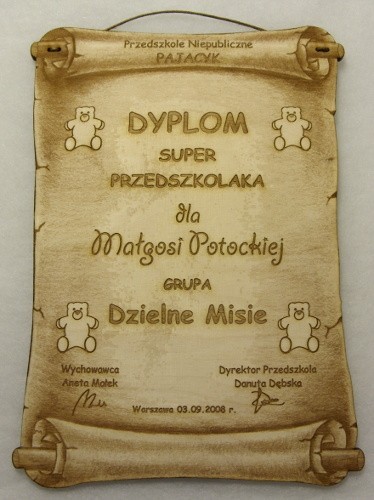 Przedszkole Niepubliczne
PAJACYK
DYPLOM
SUPER
PRZEDSZKOLAKA
dla
Małgosi Potockiej
GRUPA
Dzielne Misie
Wychowawca
Aneta Małek
Dyrektor Przedszkola
Danuta Dębska
Warszawa 03.09.2008 r.